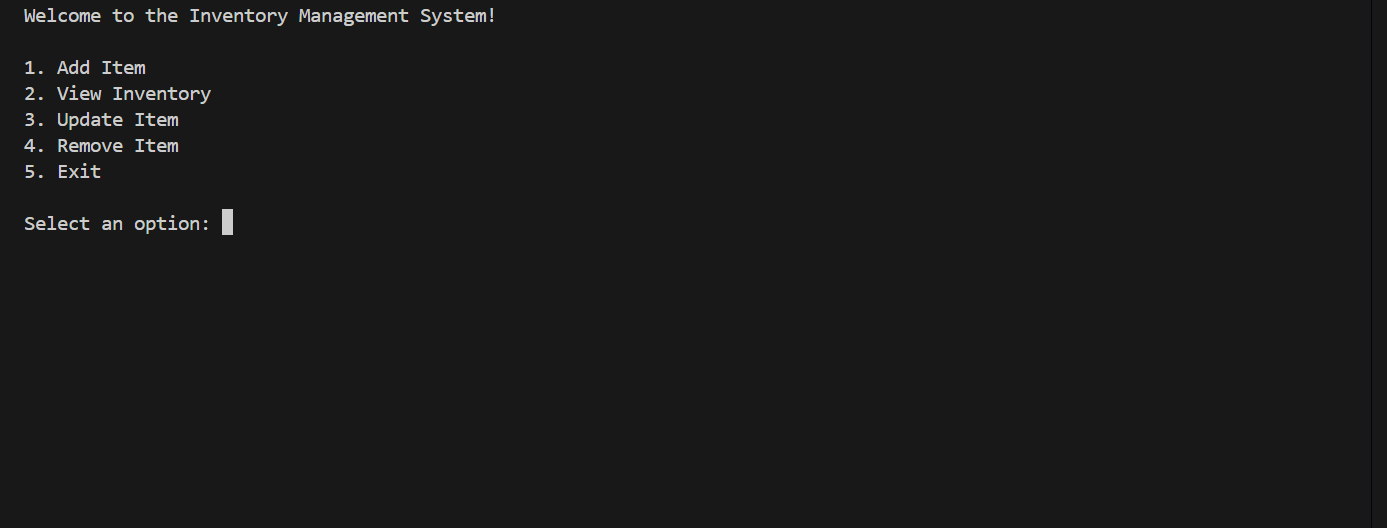 Welcome to the Inventory Management System!
1. Add Item
2. View Inventory
3. Update Item
4. Remove Item
5. Exit
Select an option: